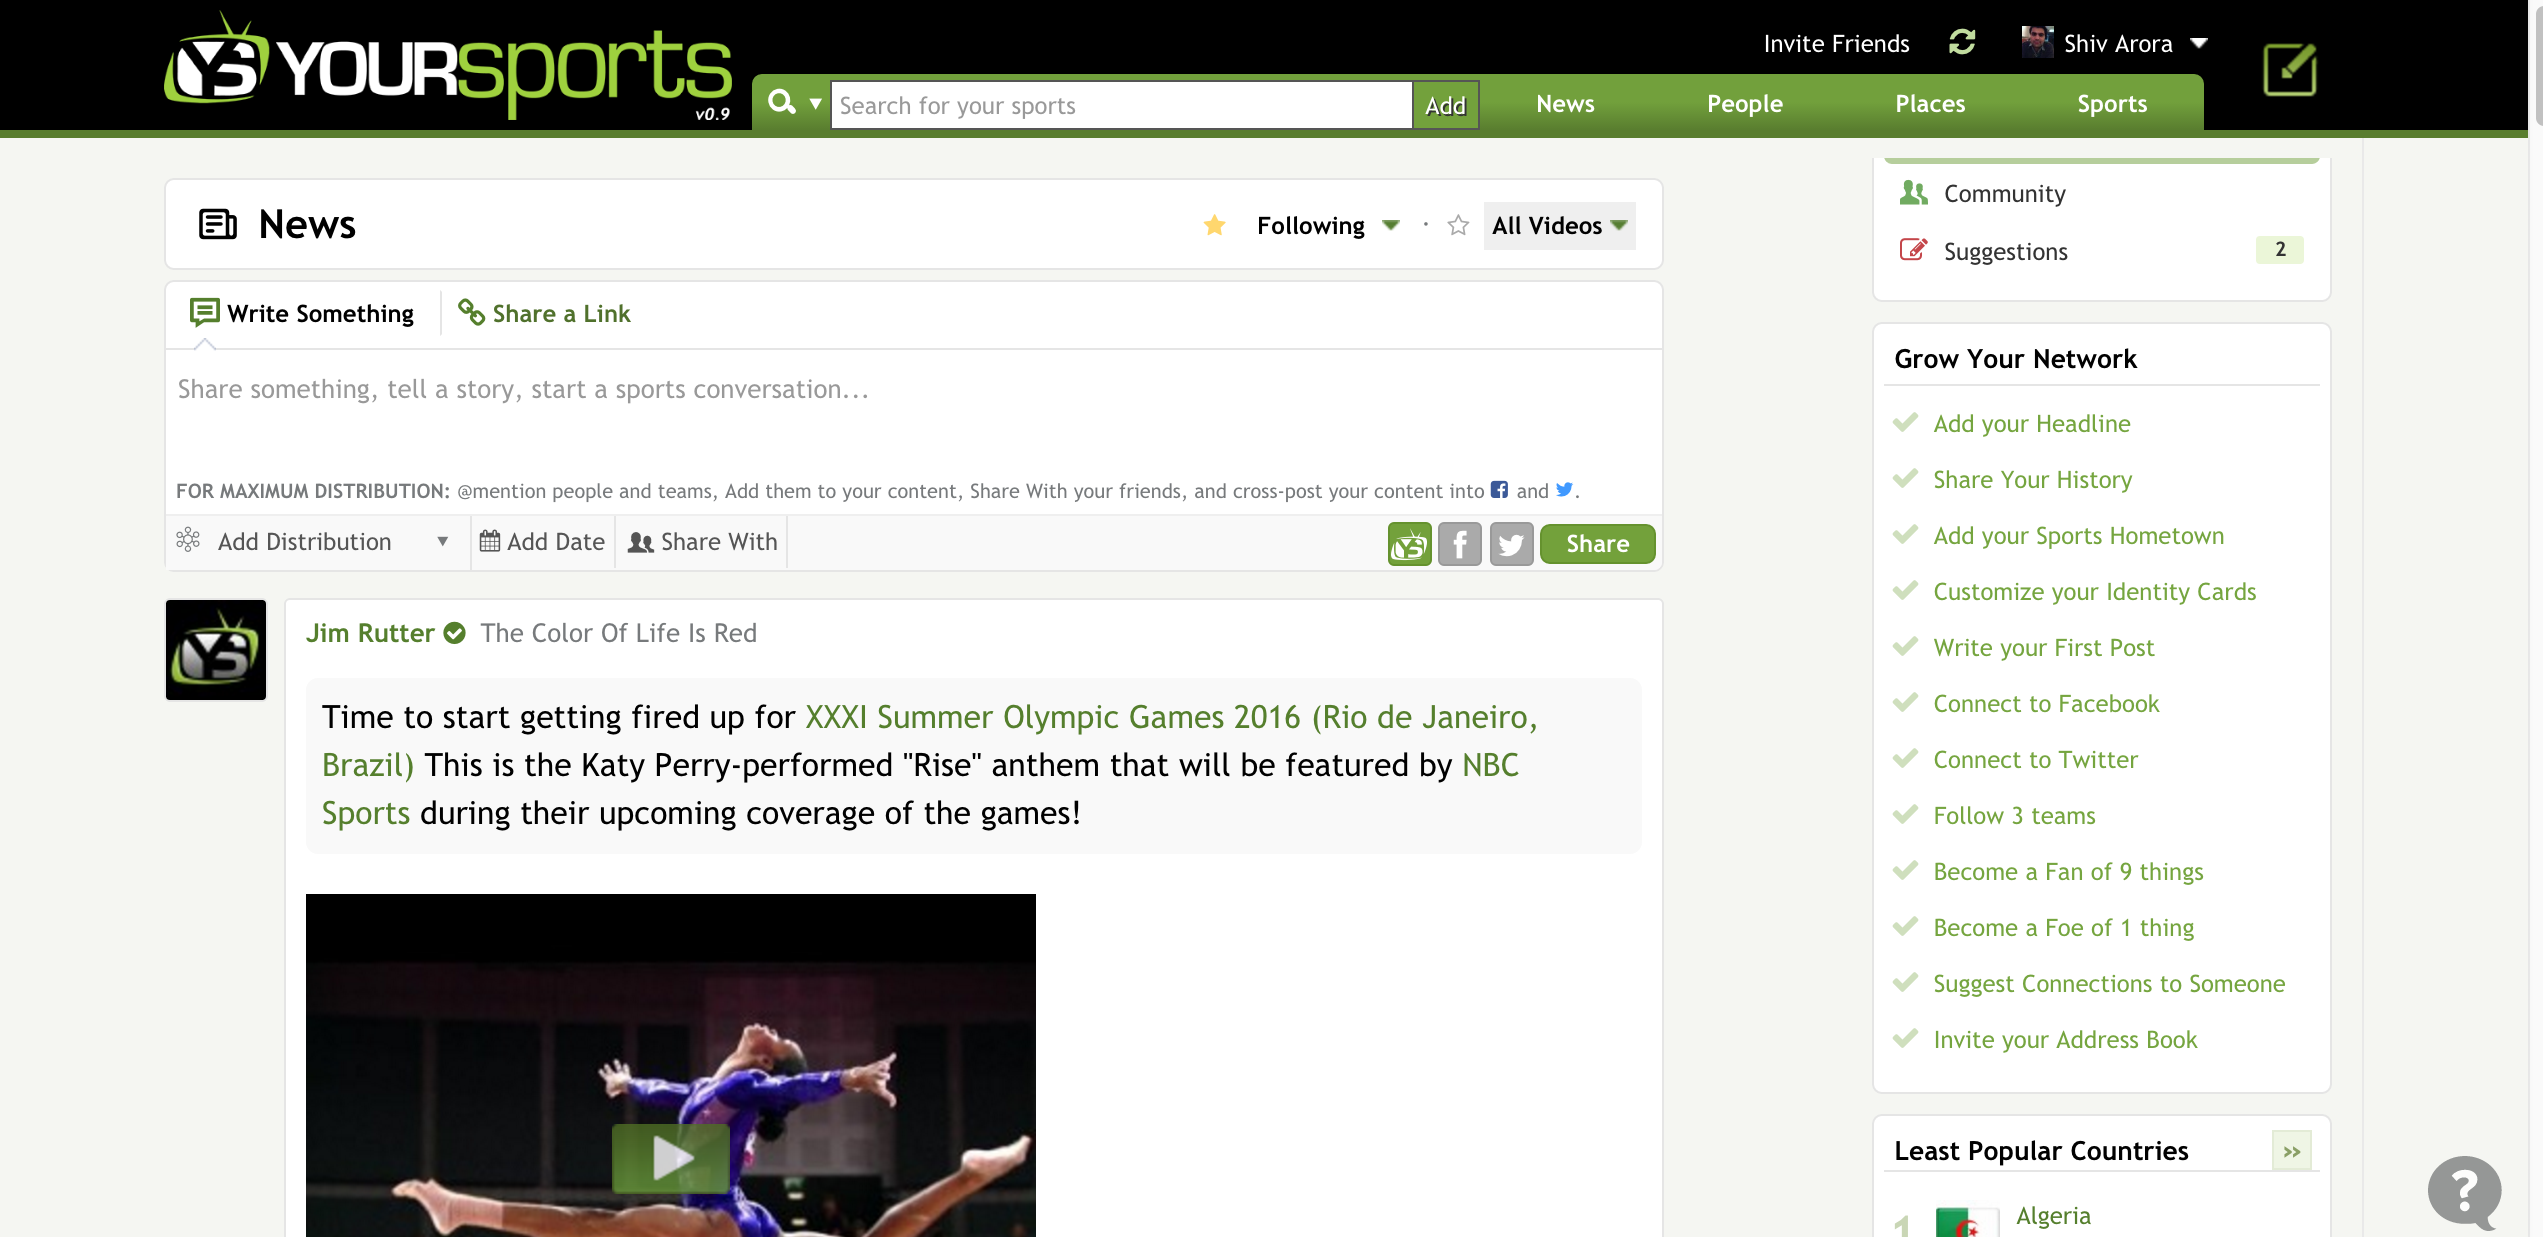 YS YOURsports
v0.9
Invite Friends
Shiv Arora
Search for your sports
Add
News
People
Places
Sports
News
Following
·
All Videos
Write Something
Share a Link
Share something, tell a story, start a sports conversation...
FOR MAXIMUM DISTRIBUTION: @mention people and teams, Add them to your content, Share With your friends, and cross-post your content into f and .
Add Distribution
Add Date
Share With
YS
f
Share
YS
Jim Rutter The Color Of Life Is Red
Time to start getting fired up for XXXI Summer Olympic Games 2016 (Rio de Janeiro,
Brazil) This is the Katy Perry-performed "Rise" anthem that will be featured by NBC
Sports during their upcoming coverage of the games!
Community
Suggestions
2
Grow Your Network
Add your Headline
Share Your History
Add your Sports Hometown
Customize your Identity Cards
Write your First Post
Connect to Facebook
Connect to Twitter
Follow 3 teams
Become a Fan of 9 things
Become a Foe of 1 thing
Suggest Connections to Someone
Invite your Address Book
Least Popular Countries
»
1
Algeria
?